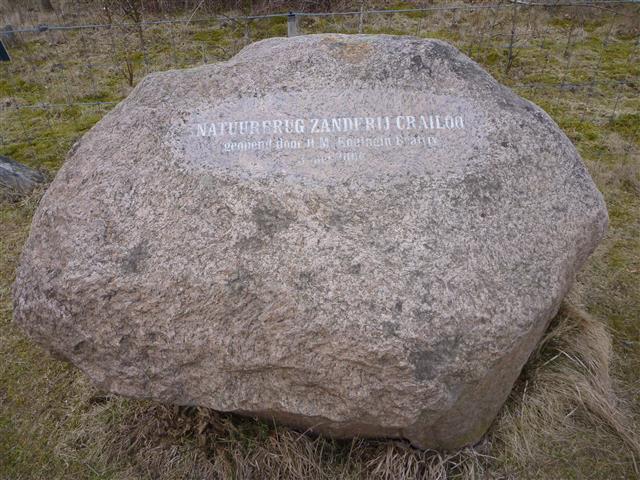 NATUURBRUG ZANDERIJ CRAILOO
geopend door H.M. Koningin Beatrix